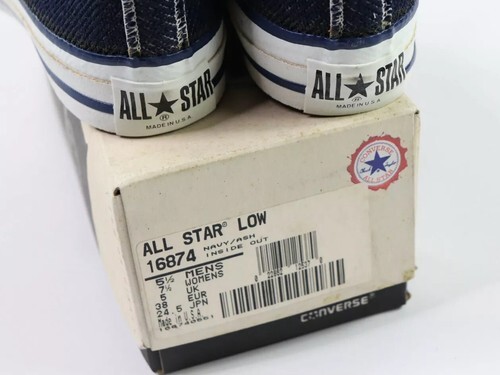 ALL ★ STAR
®
MADE IN U.S.A.
ALL ★ STAR
®
MADE IN U.S.A.
CONVERSE
ALL STAR
ALL STAR® LOW
16874 NAVY/ASH
INSIDE OUT
5½ MENS
7½ WOMENS
5 UK
38 EUR
24.5 JPN
CONVERSE